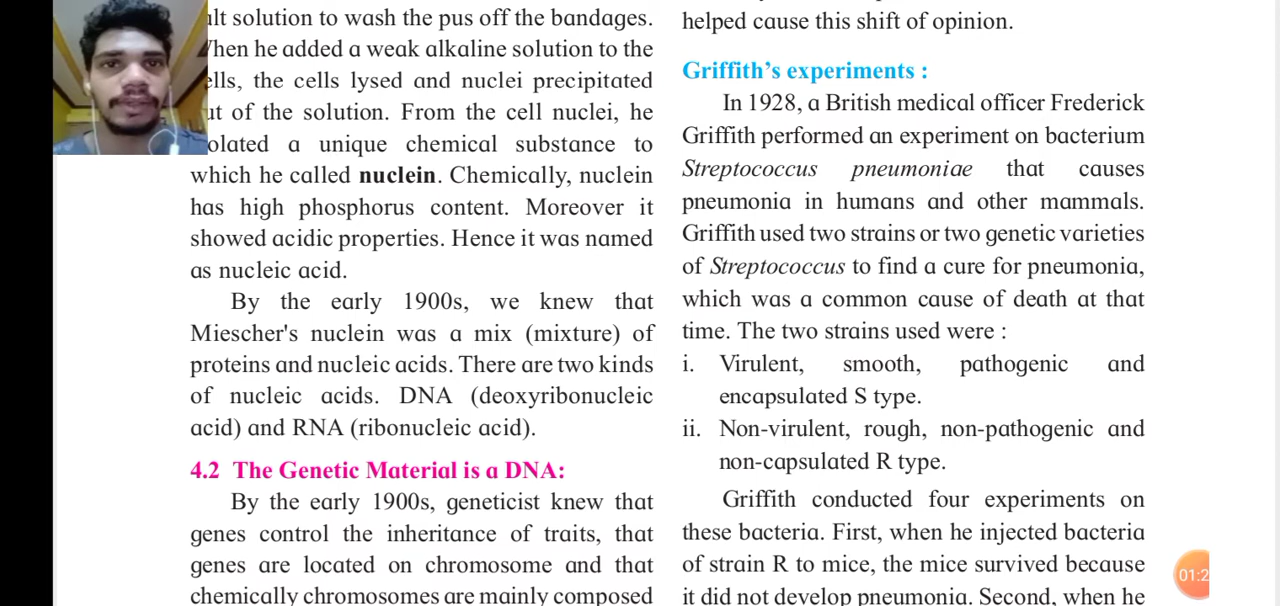 lt solution to wash the pus off the bandages.
When he added a weak alkaline solution to the
ells, the cells lysed and nuclei precipitated
ut of the solution. From the cell nuclei, he
olated a unique chemical substance to
which he called nuclein. Chemically, nuclein
has high phosphorus content. Moreover it
showed acidic properties. Hence it was named
as nucleic acid.
By the early 1900s, we knew that
Miescher's nuclein was a mix (mixture) of
proteins and nucleic acids. There are two kinds
of nucleic acids. DNA (deoxyribonucleic
acid) and RNA (ribonucleic acid).
4.2 The Genetic Material is a DNA:
By the early 1900s, geneticist knew that
genes control the inheritance of traits, that
genes are located on chromosome and that
chemically chromosomes are mainly composed
helped cause this shift of opinion.
Griffith's experiments :
In 1928, a British medical officer Frederick
Griffith performed an experiment on bacterium
Streptococcus pneumoniae that causes
pneumonia in humans and other mammals.
Griffith used two strains or two genetic varieties
of Streptococcus to find a cure for pneumonia,
which was a common cause of death at that
time. The two strains used were :
i. Virulent, smooth, pathogenic and
encapsulated S type.
ii. Non-virulent, rough, non-pathogenic and
non-capsulated R type.
Griffith conducted four experiments on
these bacteria. First, when he injected bacteria
of strain R to mice, the mice survived because
it did not develop pneumonia. Second, when he
01:2